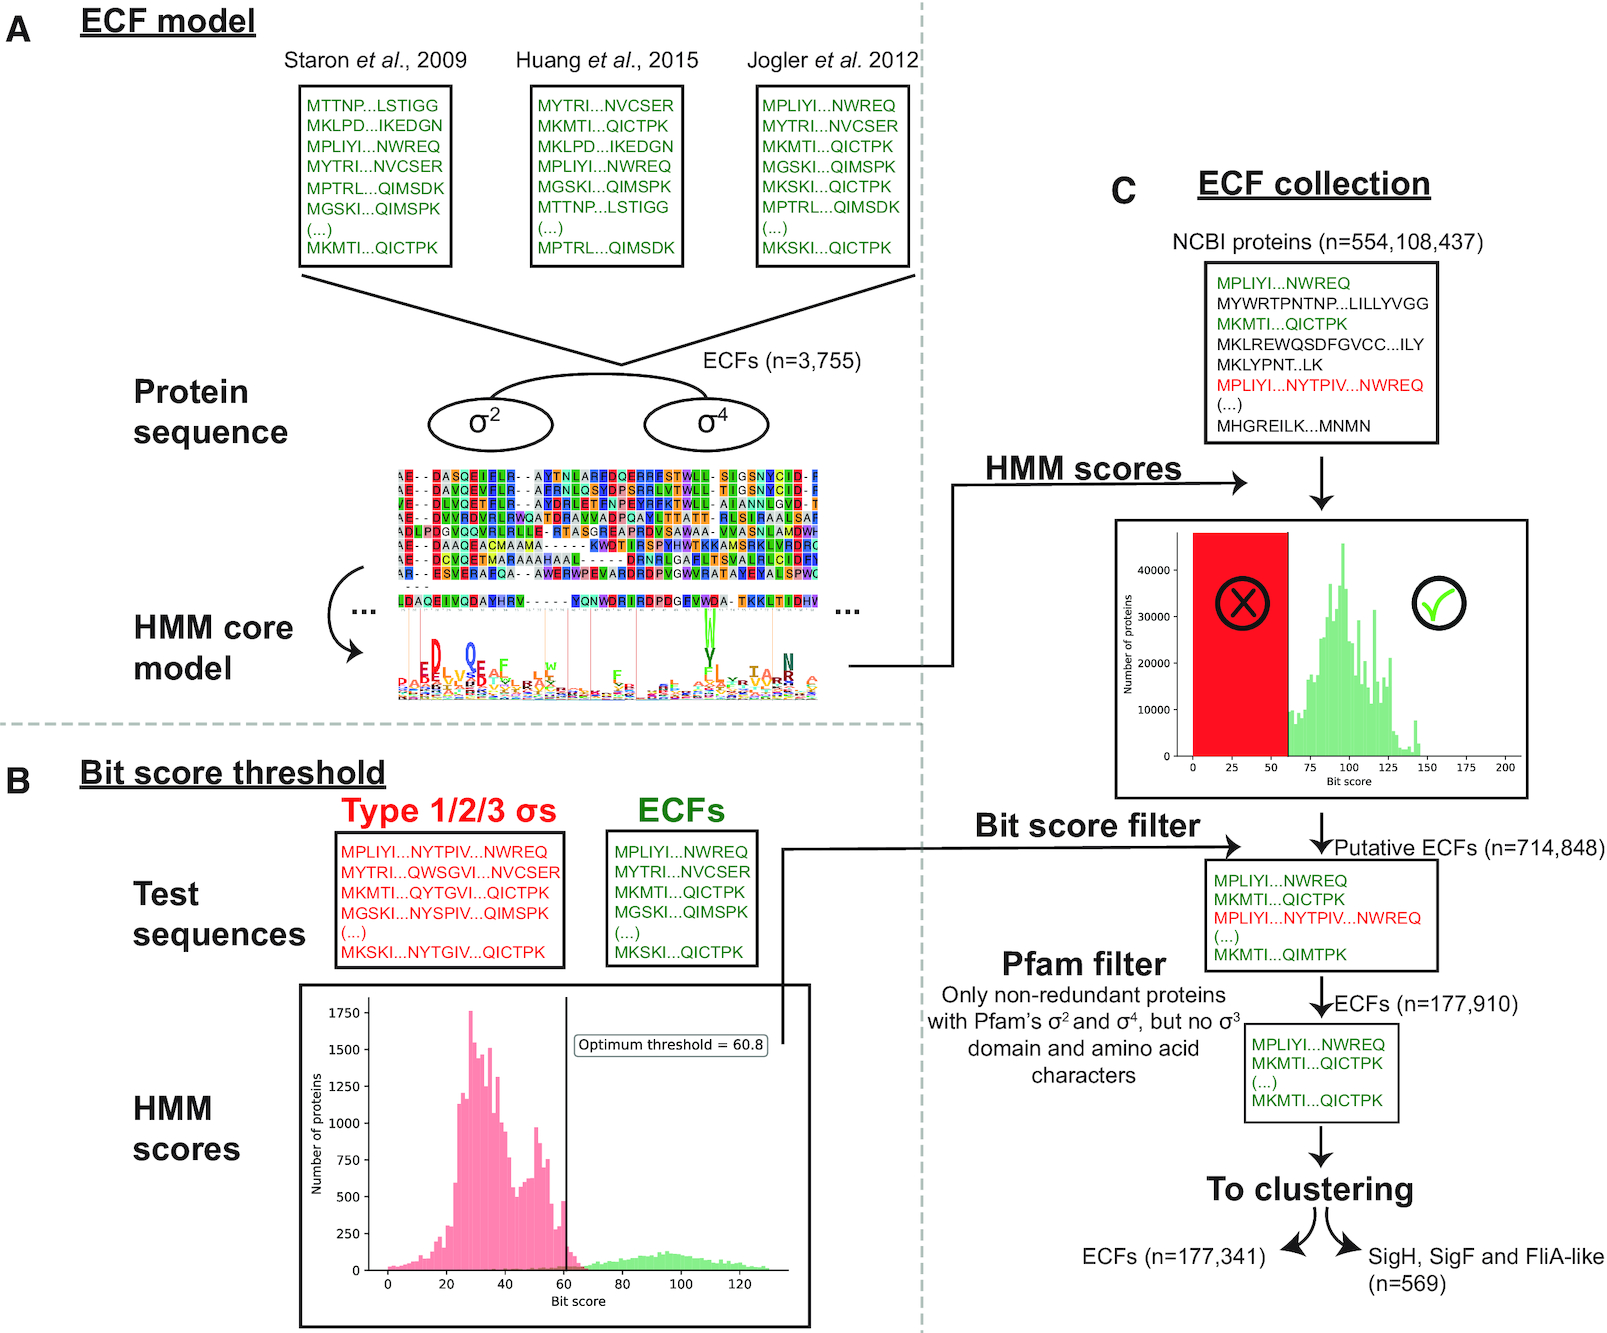 A
ECF model
Staron et al., 2009
Huang et al., 2015
Jogler et al. 2012
MTTNP...LSTIGG
MKLPD...IKEDGN
MPLIYI...NWREQ
MYTRI...NVCSER
MPTRL...QIMSDK
MGSKI...QIMSPK
(...)
MKMTI...QICTPK
MYTRI...NVCSER
MKMTI...QICTPK
MKLPD...IKEDGN
MPLIYI...NWREQ
MGSKI...QIMSPK
MTTNP...LSTIGG
(...)
MPTRL...QIMSDK
MPLIYI...NWREQ
MYTRI...NVCSER
MKMTI...QICTPK
MGSKI...QIMSPK
MKSKI...QICTPK
MPTRL...QIMSDK
(...)
MKSKI...QICTPK
ECFs (n=3,755)
Protein
sequence
σ2
σ4
HMM core
model
...
...
B
Bit score threshold
Type 1/2/3 σs
ECFs
Test
sequences
MPLIYI...NYTPIV...NWREQ
MYTRI...QWSGVI...NVCSER
MKMTI...QYTGVI...QICTPK
MGSKI...NYSPIV...QIMSPK
(...)
MKSKI...NYTGIV...QICTPK
MPLIYI...NWREQ
MYTRI...NVCSER
MKMTI...QICTPK
MGSKI...QIMSPK
(...)
MKSKI...QICTPK
HMM
scores
Number of proteins
1750
1500
1250
1000
750
500
250
0
Optimum threshold = 60.8
0 20 40 60 80 100 120
Bit score
C
ECF collection
NCBI proteins (n=554,108,437)
MPLIYI...NWREQ
MYWRTPNTNP...LILLYVGG
MKMTI...QICTPK
MKLREWQSDFGVCC...ILY
MKLYPNT..LK
MPLIYI...NYTPIV...NWREQ
(...)
MHGREILK...MNMN
HMM scores
Number of proteins
40000
30000
20000
10000
0
0 25 50 75 100 125 150 175 200
Bit score
Bit score filter
Putative ECFs (n=714,848)
MPLIYI...NWREQ
MKMTI...QICTPK
MPLIYI...NYTPIV...NWREQ
(...)
MKMTI...QIMTPK
Pfam filter
Only non-redundant proteins
with Pfam's σ2 and σ4, but no σ3
domain and amino acid
characters
ECFs (n=177,910)
MPLIYI...NWREQ
MKMTI...QICTPK
(...)
MKMTI...QICTPK
To clustering
ECFs (n=177,341)
SigH, SigF and FliA-like
(n=569)